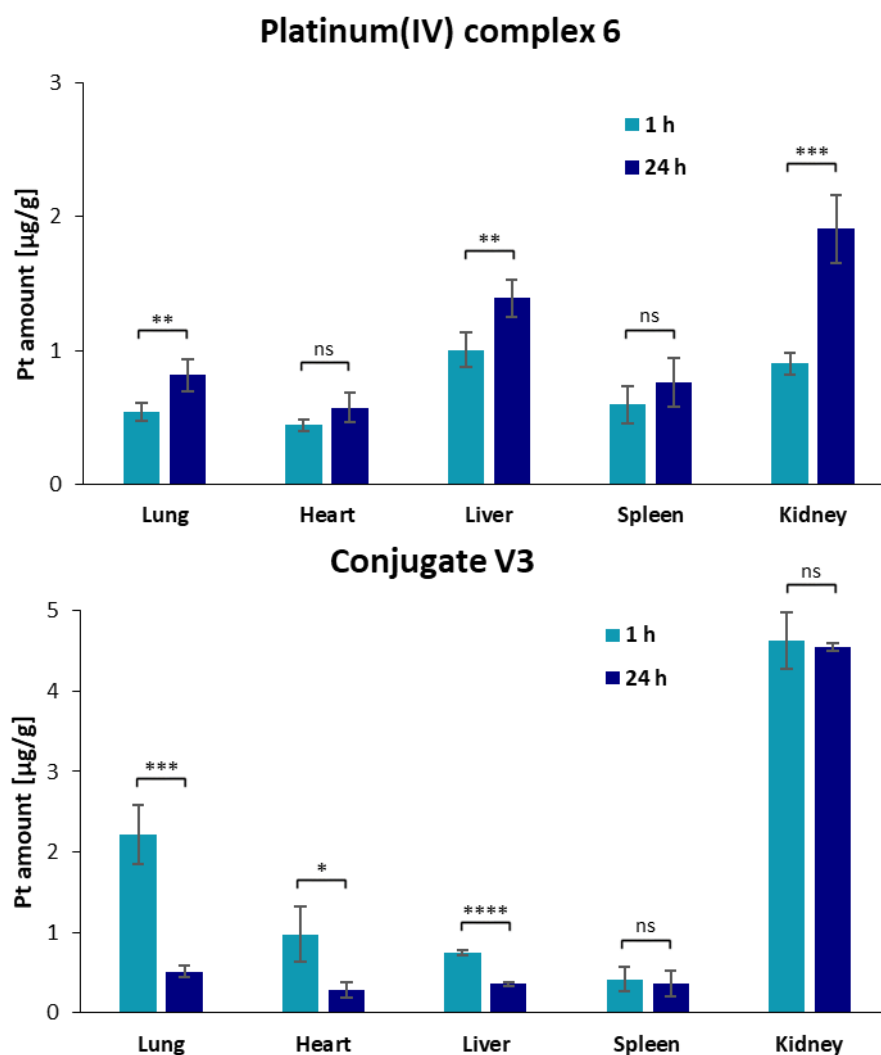 Platinum(IV) complex 6
Pt amount [µg/g]
3
2
1
0
1 h
24 h
**
ns
**
ns
***
Lung Heart Liver Spleen Kidney
Conjugate V3
Pt amount [µg/g]
5
4
3
2
1
0
1 h
24 h
***
*
****
ns
ns
Lung Heart Liver Spleen Kidney